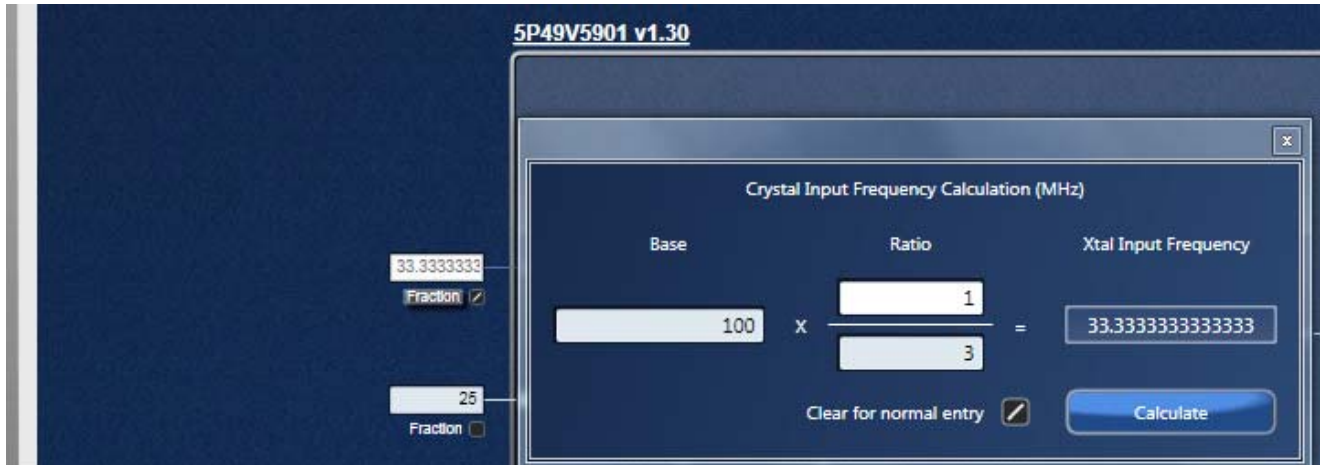 5P49V5901 v1.30
x
Crystal Input Frequency Calculation (MHz)
Base Ratio Xtal Input Frequency
33.3333333
Fraction
1
100 x = 33.3333333333333
3
25
Fraction
Clear for normal entry Calculate